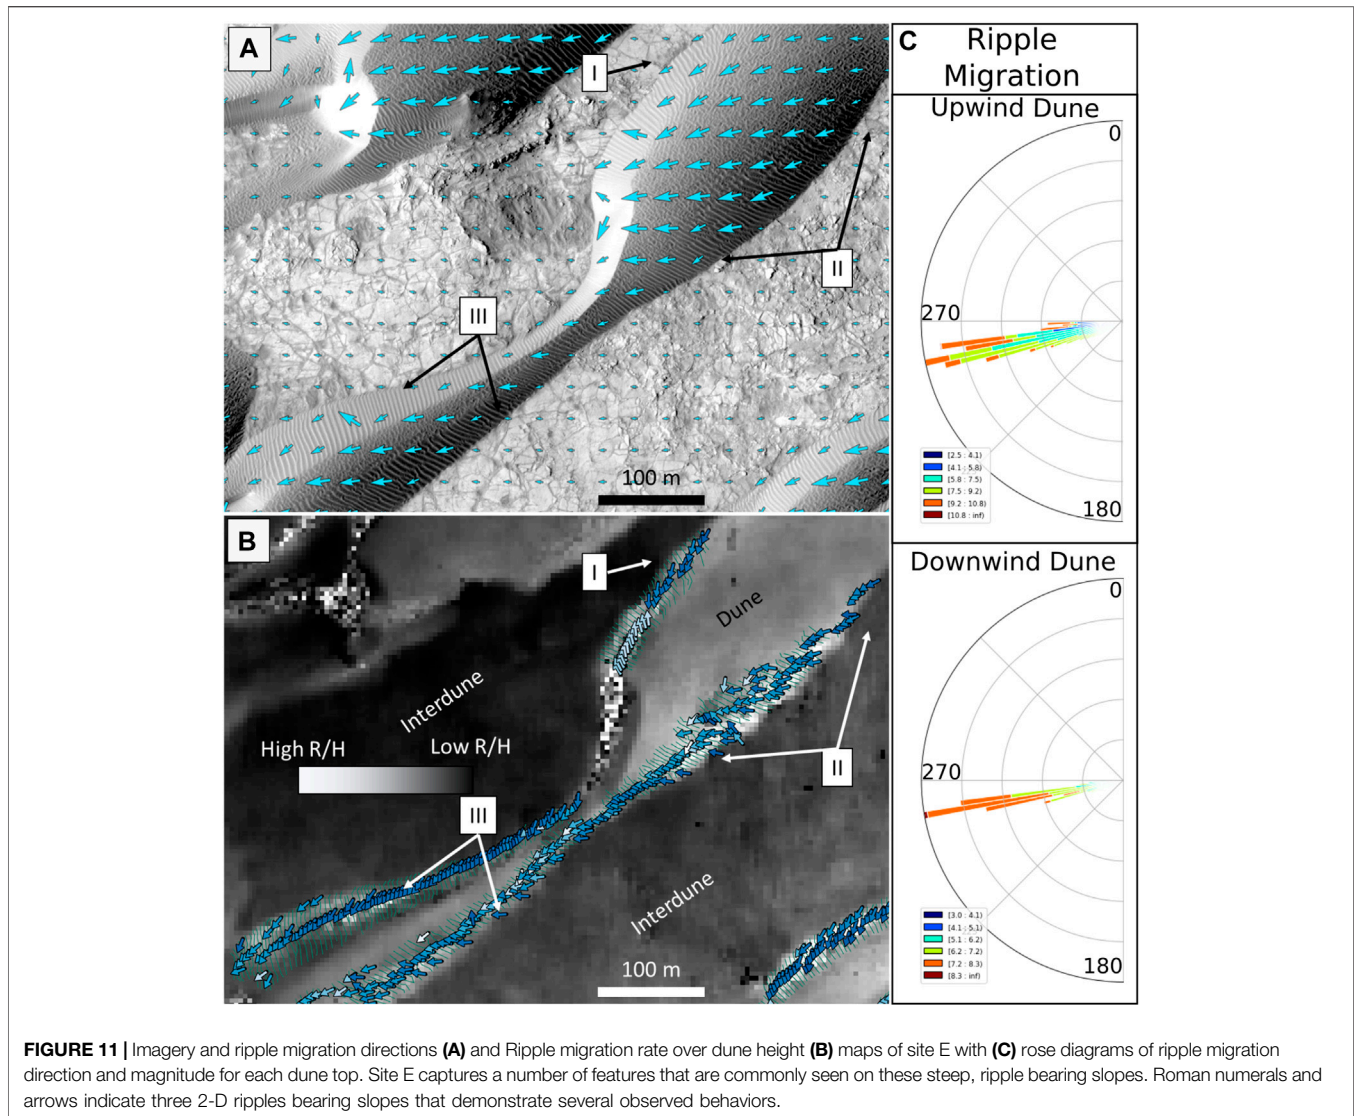 A
I
II
III
100 m
B
I
Dune
Interdune
High R/H
Low R/H
II
III
Interdune
100 m
C
Ripple
Migration
Upwind Dune
0
270
[2.5 : 4.1)
[4.1 : 5.8)
[5.8 : 7.5)
[7.5 : 9.2)
[9.2 : 10.8)
[10.8 : inf)
180
Downwind Dune
0
270
[3.0 : 4.1)
[4.1 : 5.1)
[5.1 : 6.2)
[6.2 : 7.2)
[7.2 : 8.3)
[8.3 : inf)
180
FIGURE 11 | Imagery and ripple migration directions (A) and Ripple migration rate over dune height (B) maps of site E with (C) rose diagrams of ripple migration
direction and magnitude for each dune top. Site E captures a number of features that are commonly seen on these steep, ripple bearing slopes. Roman numerals and
arrows indicate three 2-D ripples bearing slopes that demonstrate several observed behaviors.